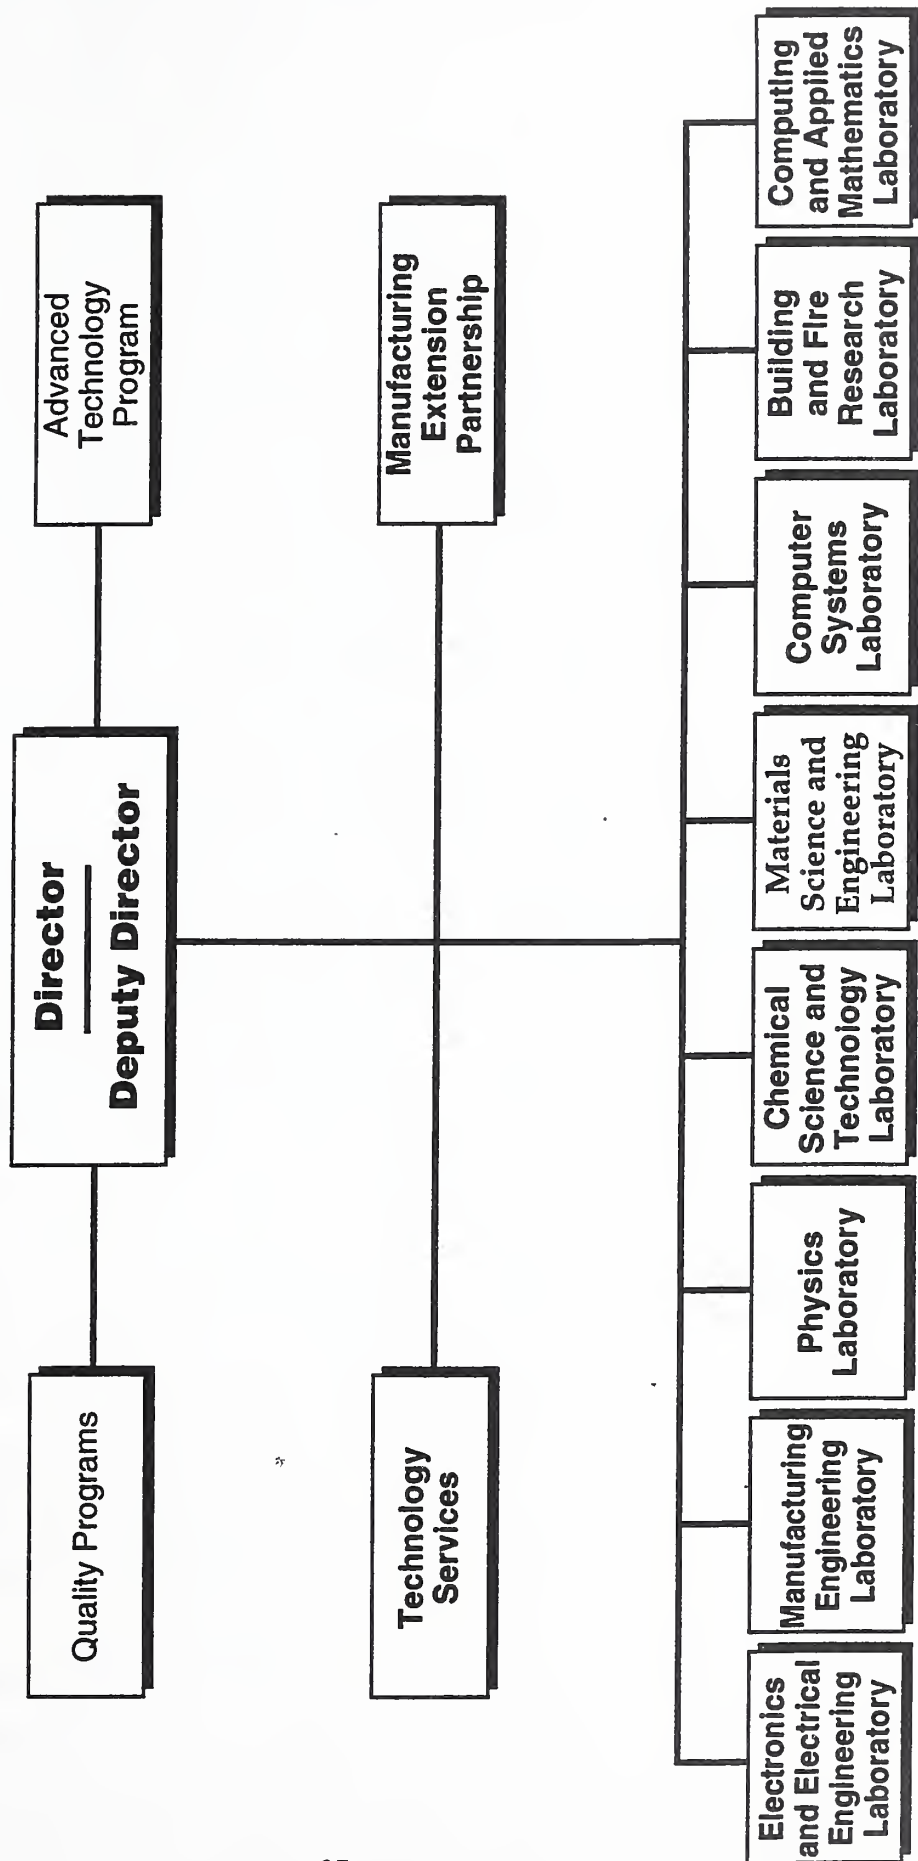 Director
Deputy Director
Quality Programs
Advanced
Technology
Program
Technology
Services
Manufacturing
Extension
Partnership
Electronics
and Electrical
Engineering
Laboratory
Manufacturing
Engineering
Laboratory
Physics
Laboratory
Chemical
Science and
Technology
Laboratory
Materials
Science and
Engineering
Laboratory
Computer
Systems
Laboratory
Building
and Fire
Research
Laboratory
Computing
and Applied
Mathematics
Laboratory